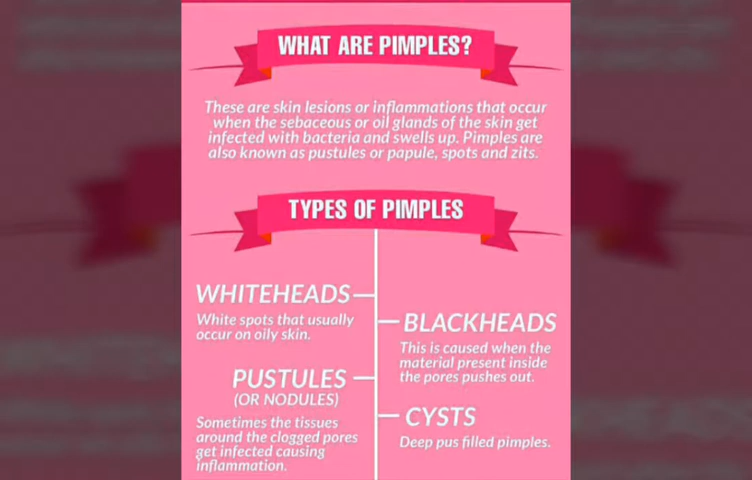 WHAT ARE PIMPLES?
These are skin lesions or inflammations that occur
when the sebaceous or oil glands of the skin get
infected with bacteria and swells up. Pimples are
also known as pustules or papule, spots and zits.
TYPES OF PIMPLES
WHITEHEADS
White spots that usually
occur on oily skin.
BLACKHEADS
This is caused when the
material present inside
the pores pushes out.
PUSTULES
(OR NODULES)
Sometimes the tissues
around the clogged pores
get infected causing
inflammation.
CYSTS
Deep pus filled pimples.